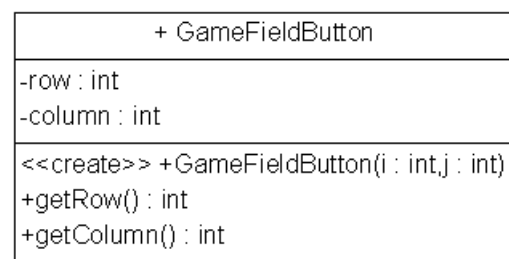 + GameFieldButton
-row : int
-column : int
<<create>> +GameFieldButton(i : int,j : int)
+getRow() : int
+getColumn() : int